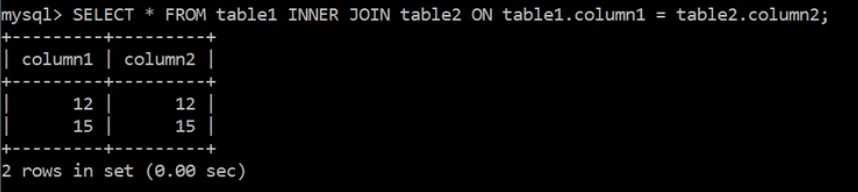 mysql> SELECT * FROM table1 INNER JOIN table2 ON table1.column1 = table2.column2;
+---------+---------+
| column1 | column2 |
+---------+---------+
|      12 |      12 |
|      15 |      15 |
+---------+---------+
2 rows in set (0.00 sec)